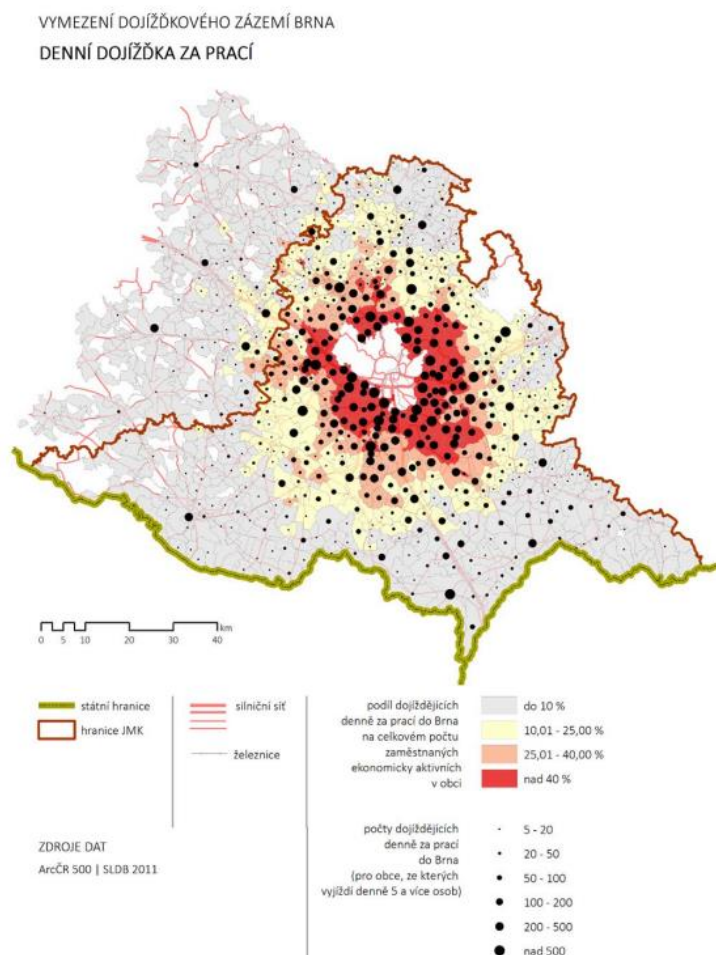 VYMEZENÍ DOJÍŽĎKOVÉHO ZÁZEMÍ BRNA
DENNÍ DOJÍŽĎKA ZA PRACÍ
km
0 5 10 20 30 40
státní hranice
hranice JMK
silniční síť
železnice
podíl dojíždějících
denně za prací do Brna
na celkovém počtu
zaměstnaných
ekonomicky aktivních
v obci
do 10 %
10,01 - 25,00 %
25,01 - 40,00 %
nad 40 %
ZDROJE DAT
ArcČR 500 | SLDB 2011
počty dojíždějících
denně za prací
do Brna
(pro obce, ze kterých
vyjíždí denně 5 a více osob)
5 - 20
20 - 50
50 - 100
100 - 200
200 - 500
nad 500